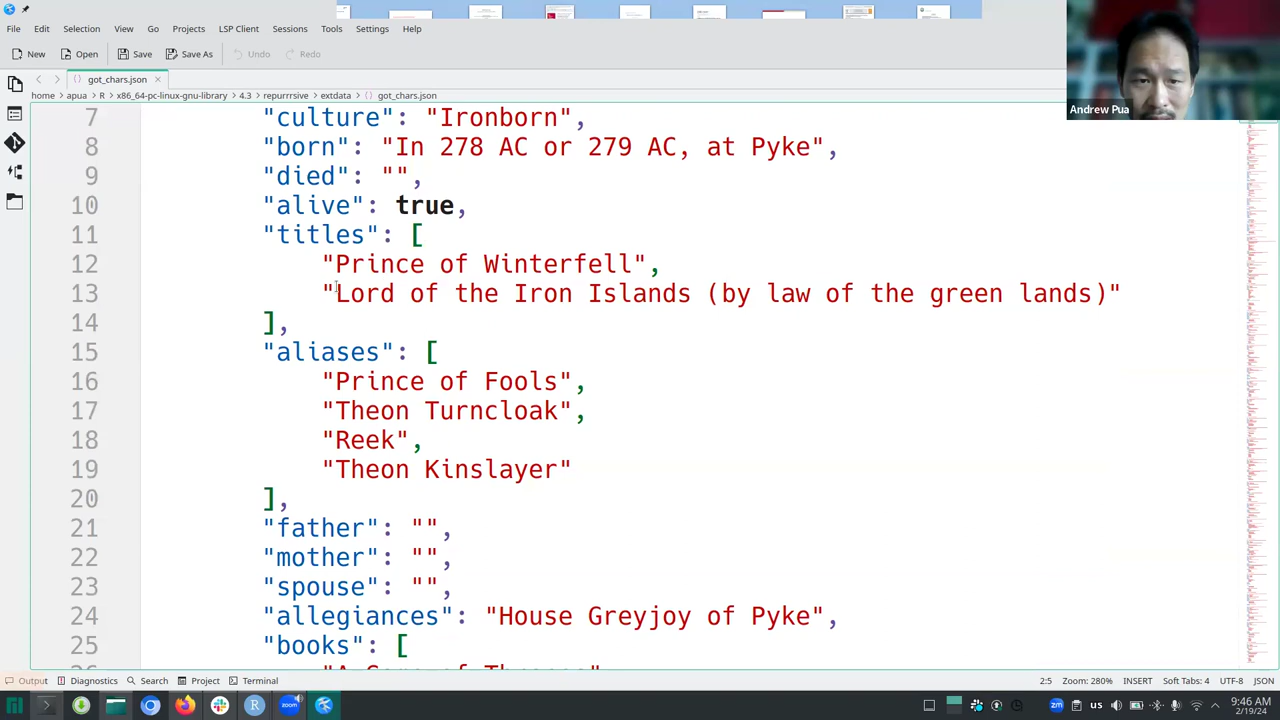 File Edit Selection View Go Projects LSP Client Sessions Tools Settings Help
New Open Save Save As Undo Redo
got_chars.json
home apua R x86_64-pc-linux-gnu-library 4.3 repurrrsive extdata got_chars.json
Andrew Pua
7 "culture": "Ironborn",
"born": "In 278 AC or 279 AC, at Pyke ,
"died": "",
10 "alive": true,
11 "titles": [
12 "Prince of Winterfell",
13 "Lord of the Iron Islands (by law of the green lands)"
14 ],
15 "aliases": [
16 "Prince of Fools",
17 "Theon Turncloak",
18 "Reek",
19 "Theon Kinslayer"
20 ],
21 "father": "",
22 "mother": "",
23 "spouse": ""
24 "allegiances": "House Greyjoy of Pyke ,
25 "books": [
Output Diagnostics Search Project Terminal
2:5 Zoom: 280% INSERT Soft Tabs: 4 UTF-8 JSON
zoom
zm US
9:46 AM
2/19/24